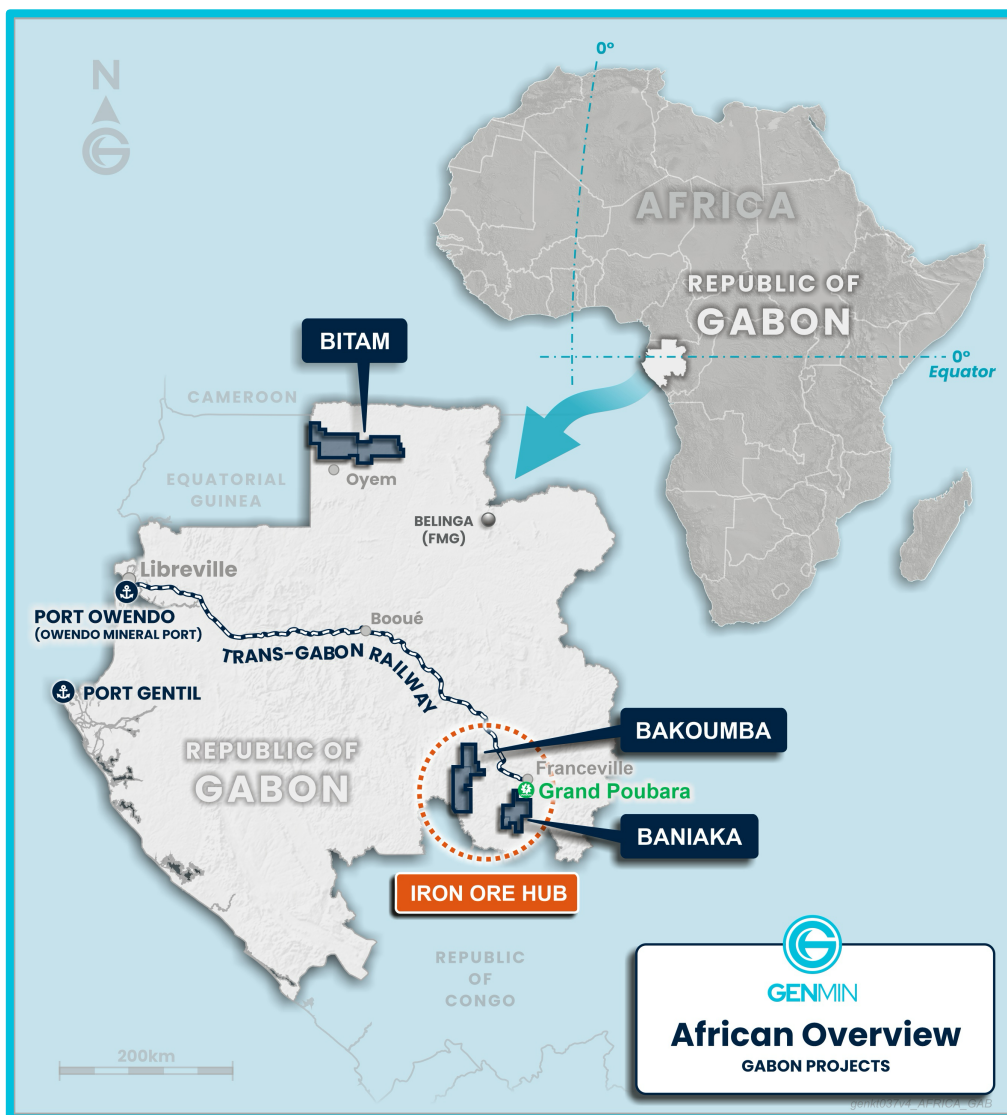 N
0°
AFRICA
REPUBLIC OF
GABON
0°
Equator
BITAM
CAMEROON
EQUATORIAL
GUINEA
Oyem
BELINGA
(FMG)
Libreville
PORT OWENDO
(OWENDO MINERAL PORT)
Booué
TRANS-GABON RAILWAY
PORT GENTIL
REPUBLIC OF
GABON
BAKOUMBA
Franceville
Grand Poubara
BANIAKA
IRON ORE HUB
REPUBLIC
OF
CONGO
200km
GENMIN
African Overview
GABON PROJECTS